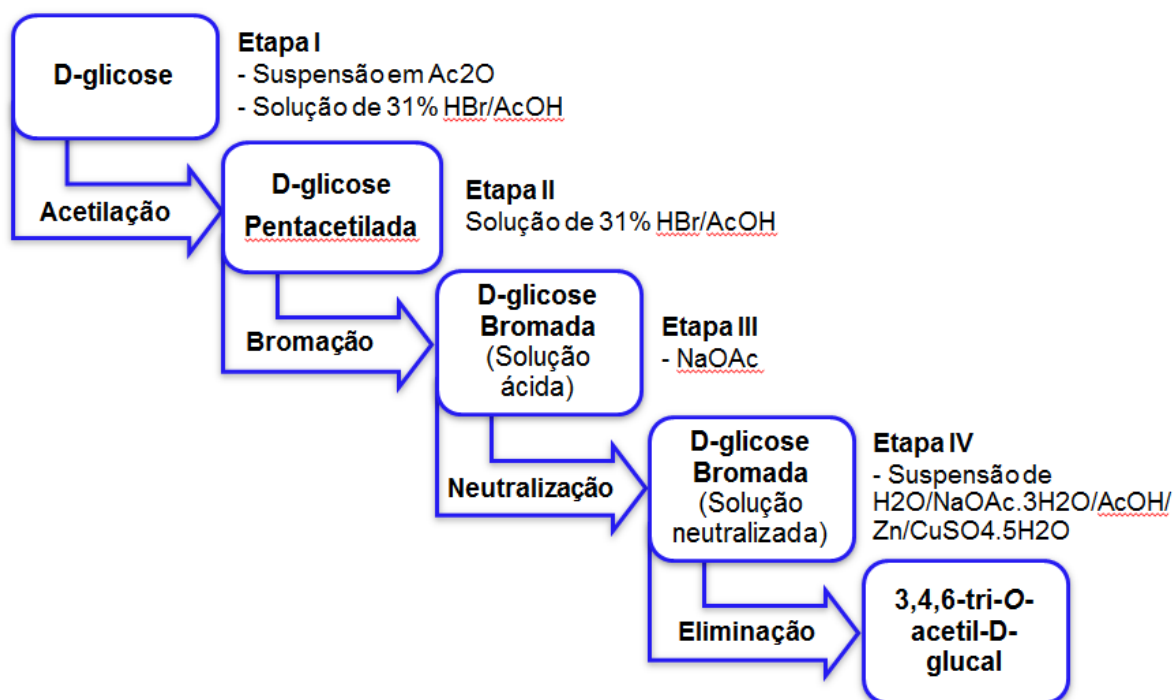 D-glicose
Etapa I
- Suspensão em Ac2O
- Solução de 31% HBr/AcOH
Acetilação
D-glicose
Pentacetilada
Etapa II
Solução de 31% HBr/AcOH
Bromação
D-glicose
Bromada
(Solução
ácida)
Etapa III
- NaOAc
Neutralização
D-glicose
Bromada
(Solução
neutralizada)
Etapa IV
- Suspensão de
H2O/NaOAc.3H2O/AcOH/
Zn/CuSO4.5H2O
Eliminação
3,4,6-tri-O-
acetil-D-
glucal